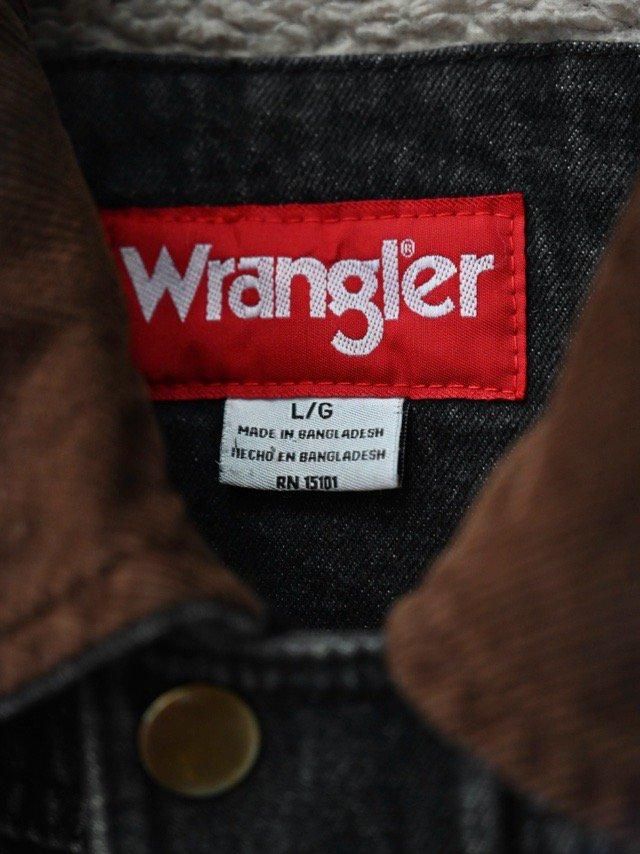 Wrangler®
L/G
MADE IN BANGLADESH
HECHO EN BANGLADESH
RN 15101